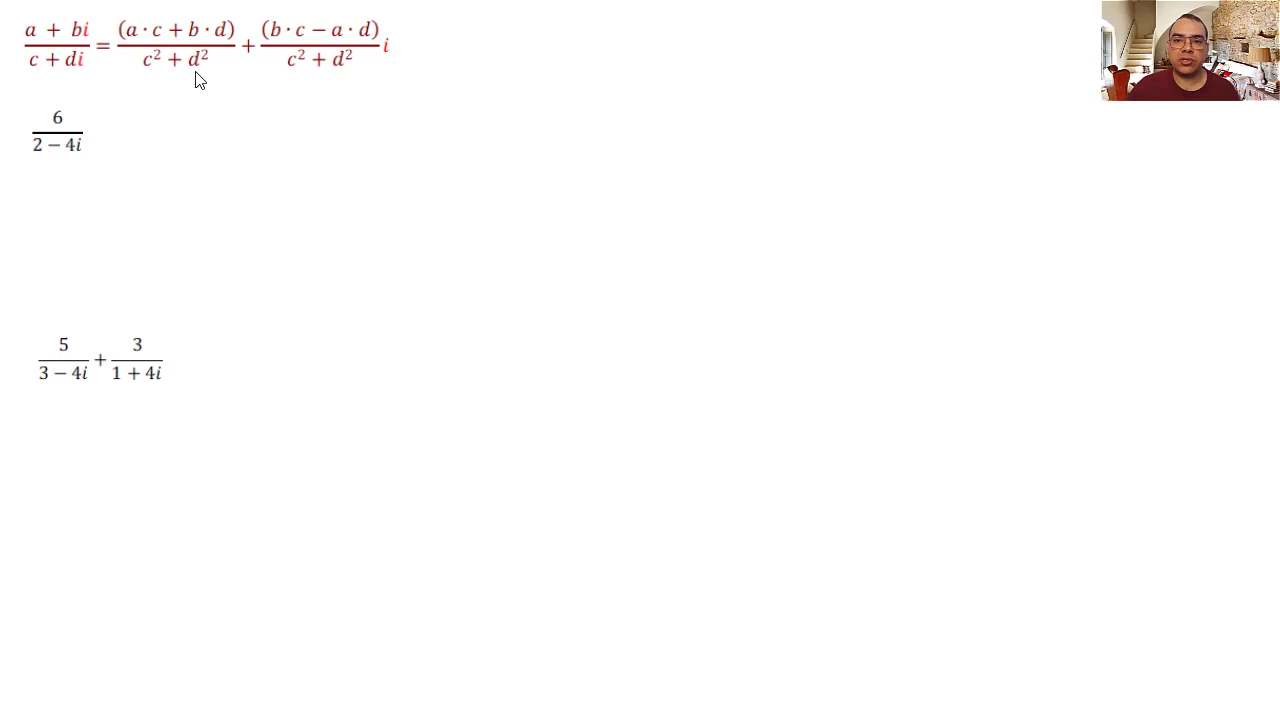 (a + bi)/(c + di) = (a · c + b · d)/(c² + d²) + (b · c − a · d)/(c² + d²) i
6/(2 − 4i)
5/(3 − 4i) + 3/(1 + 4i)